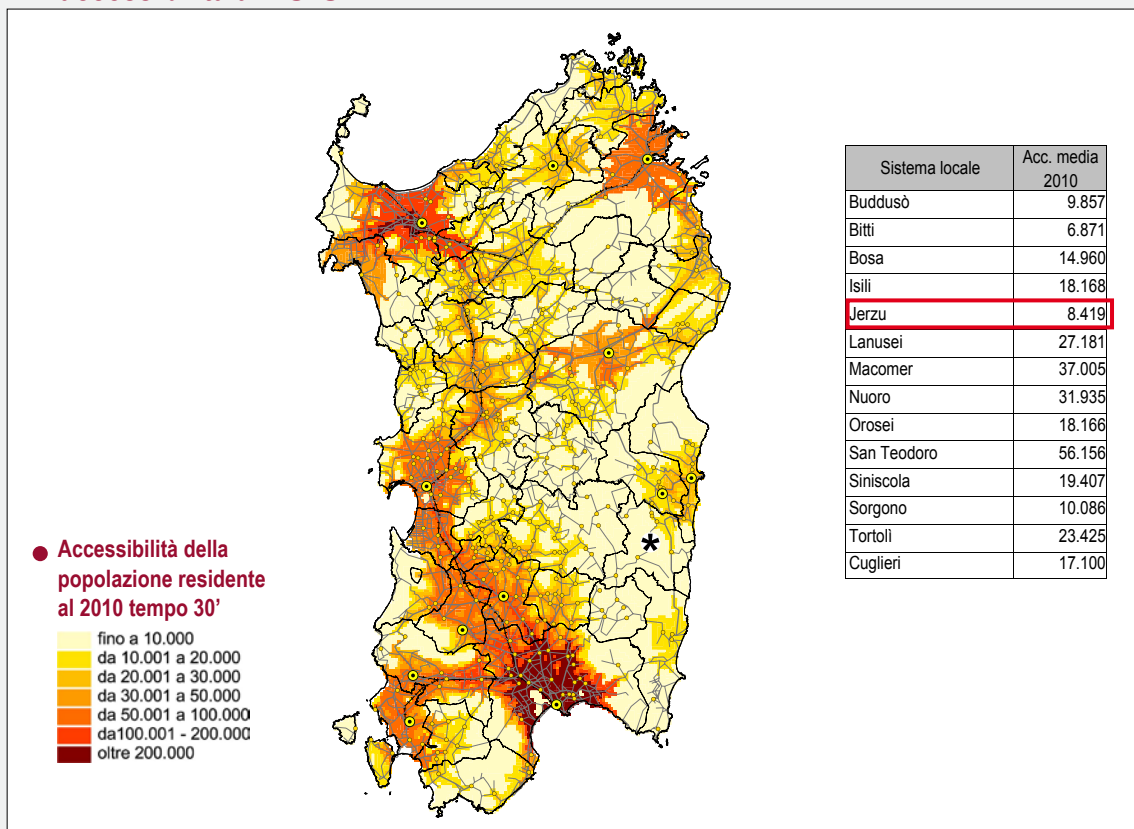 Sistema locale Acc. media 2010
Buddusò 9.857
Bitti 6.871
Bosa 14.960
Isili 18.168
Jerzu 8.419
Lanusei 27.181
Macomer 37.005
Nuoro 31.935
Orosei 18.166
San Teodoro 56.156
Siniscola 19.407
Sorgono 10.086
Tortolì 23.425
Cuglieri 17.100
*
● Accessibilità della
popolazione residente
al 2010 tempo 30’
fino a 10.000
da 10.001 a 20.000
da 20.001 a 30.000
da 30.001 a 50.000
da 50.001 a 100.000
da100.001 - 200.000
oltre 200.000